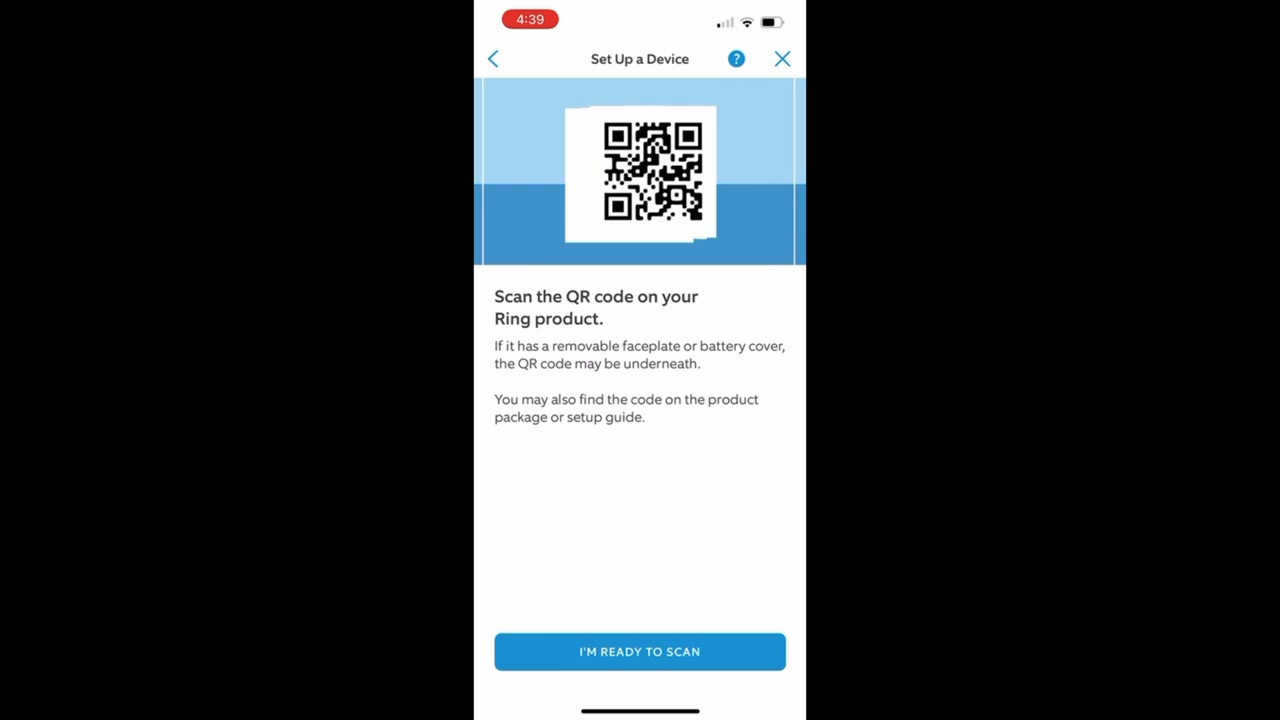 4:39
Set Up a Device
?
Scan the QR code on your
Ring product.
If it has a removable faceplate or battery cover,
the QR code may be underneath.
You may also find the code on the product
package or setup guide.
I'M READY TO SCAN